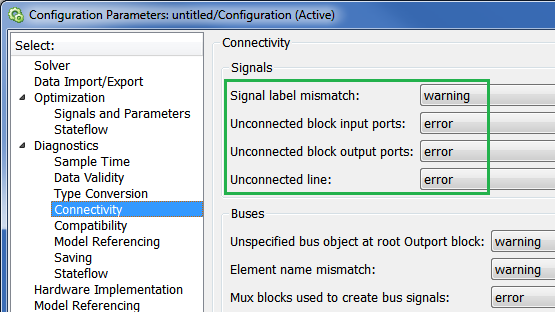 Configuration Parameters: untitled/Configuration (Active)
Select:
Solver
Data Import/Export
Optimization
Signals and Parameters
Stateflow
Diagnostics
Sample Time
Data Validity
Type Conversion
Connectivity
Compatibility
Model Referencing
Saving
Stateflow
Hardware Implementation
Model Referencing
Connectivity
Signals
Signal label mismatch: warning
Unconnected block input ports: error
Unconnected block output ports: error
Unconnected line: error
Buses
Unspecified bus object at root Outport block: warning
Element name mismatch: warning
Mux blocks used to create bus signals: error